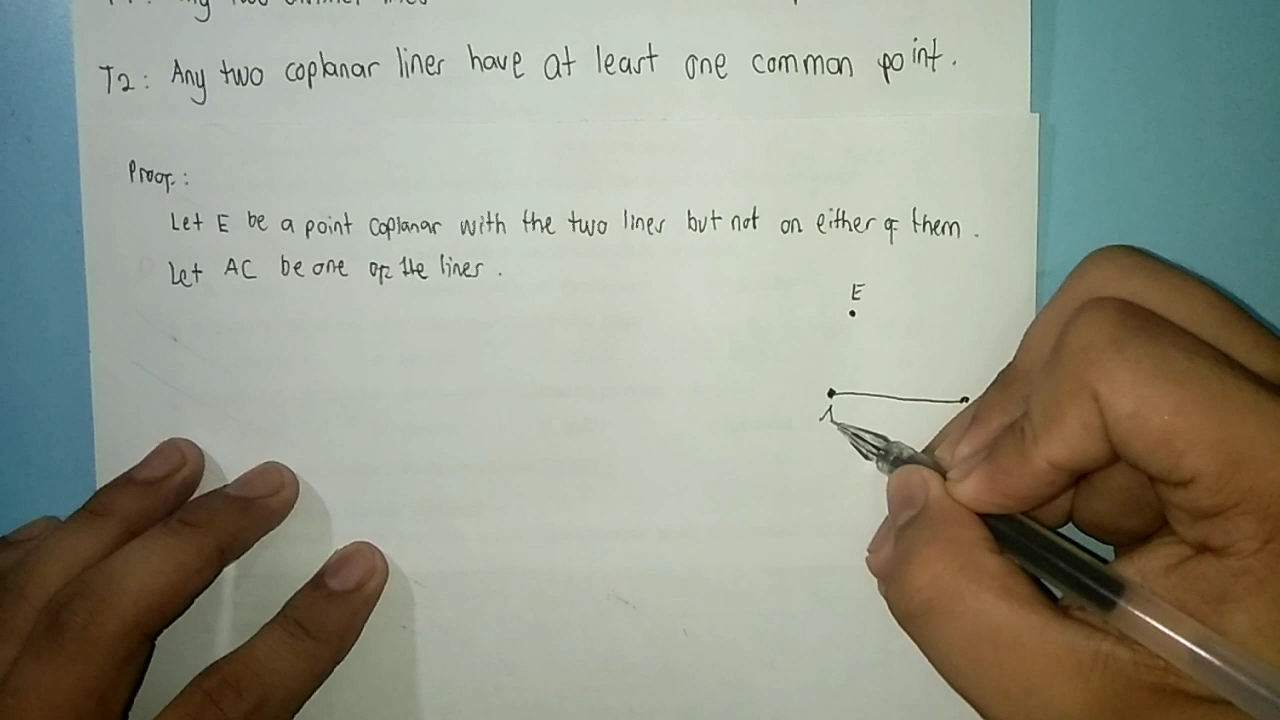 T2: Any two coplanar lines have at least one common point.
Proof:
Let E be a point coplanar with the two lines but not on either of them.
Let AC be one of the lines.
E
A